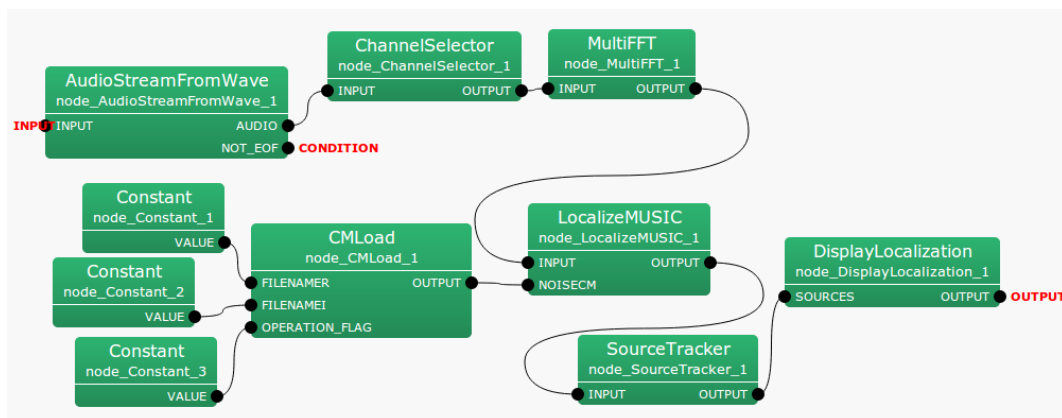 AudioStreamFromWave
node_AudioStreamFromWave_1
INPUT INPUT AUDIO
NOT_EOF CONDITION
ChannelSelector
node_ChannelSelector_1
INPUT OUTPUT
MultiFFT
node_MultiFFT_1
INPUT OUTPUT
Constant
node_Constant_1
VALUE
Constant
node_Constant_2
VALUE
Constant
node_Constant_3
VALUE
CMLoad
node_CMLoad_1
FILENAMER OUTPUT
FILENAMEI
OPERATION_FLAG
LocalizeMUSIC
node_LocalizeMUSIC_1
INPUT OUTPUT
NOISECM
SourceTracker
node_SourceTracker_1
INPUT OUTPUT
DisplayLocalization
node_DisplayLocalization_1
SOURCES OUTPUT OUTPUT